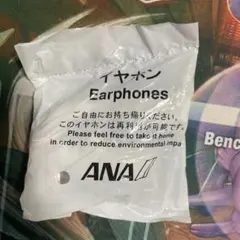 イヤホン
Earphones
ご自由にお持ち帰りください。
このイヤホンは再利用が可能です。
Please feel free to take it home
in order to reduce environmental impa
ANA
Benc